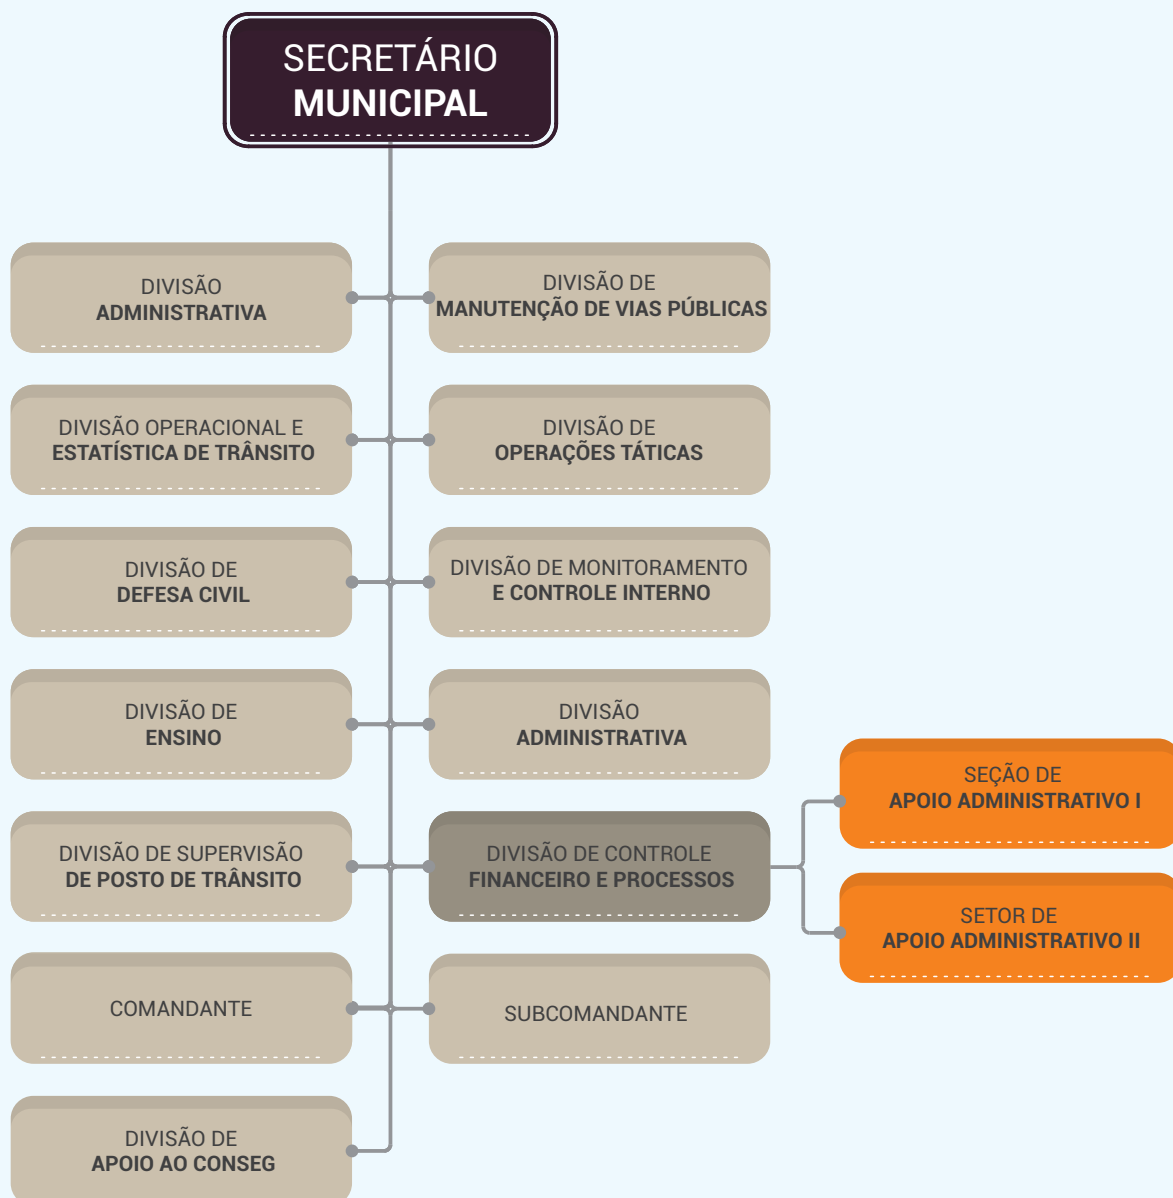 SECRETÁRIO
MUNICIPAL
DIVISÃO
ADMINISTRATIVA
DIVISÃO DE
MANUTENÇÃO DE VIAS PÚBLICAS
DIVISÃO OPERACIONAL E
ESTATÍSTICA DE TRÂNSITO
DIVISÃO DE
OPERAÇÕES TÁTICAS
DIVISÃO DE
DEFESA CIVIL
DIVISÃO DE MONITORAMENTO
E CONTROLE INTERNO
DIVISÃO DE
ENSINO
DIVISÃO
ADMINISTRATIVA
DIVISÃO DE SUPERVISÃO
DE POSTO DE TRÂNSITO
DIVISÃO DE CONTROLE
FINANCEIRO E PROCESSOS
SEÇÃO DE
APOIO ADMINISTRATIVO I
SETOR DE
APOIO ADMINISTRATIVO II
COMANDANTE
SUBCOMANDANTE
DIVISÃO DE
APOIO AO CONSEG